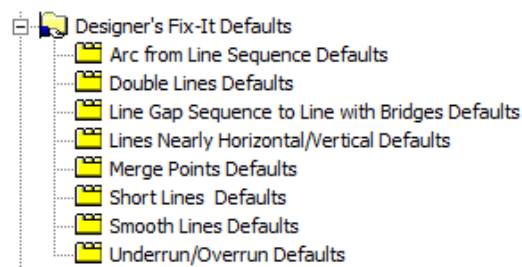 Designer's Fix-It Defaults
Arc from Line Sequence Defaults
Double Lines Defaults
Line Gap Sequence to Line with Bridges Defaults
Lines Nearly Horizontal/Vertical Defaults
Merge Points Defaults
Short Lines  Defaults
Smooth Lines Defaults
Underrun/Overrun Defaults